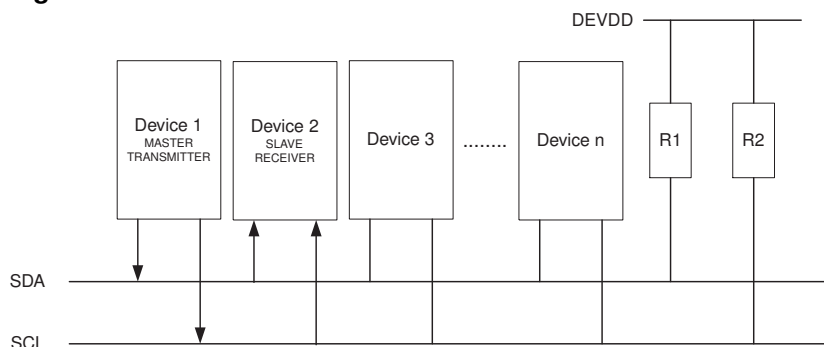 DEVDD
Device 1
MASTER
TRANSMITTER
Device 2
SLAVE
RECEIVER
Device 3
........
Device n
R1
R2
SDA
SCL